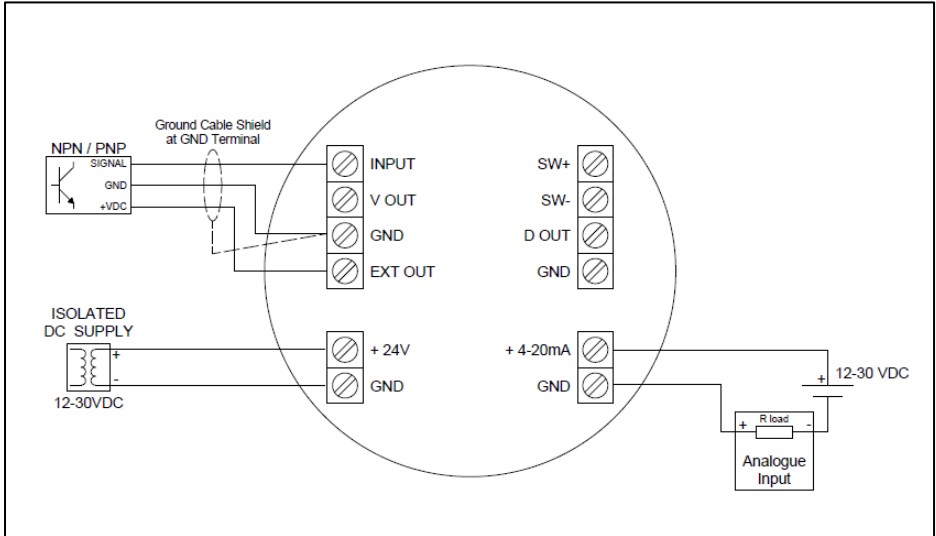 Ground Cable Shield
at GND Terminal
NPN / PNP
SIGNAL
GND
+VDC
INPUT
V OUT
GND
EXT OUT
SW+
SW-
D OUT
GND
ISOLATED
DC SUPPLY
+
-
12-30VDC
+ 24V
GND
+ 4-20mA
GND
+
12-30 VDC
+ R load -
Analogue
Input